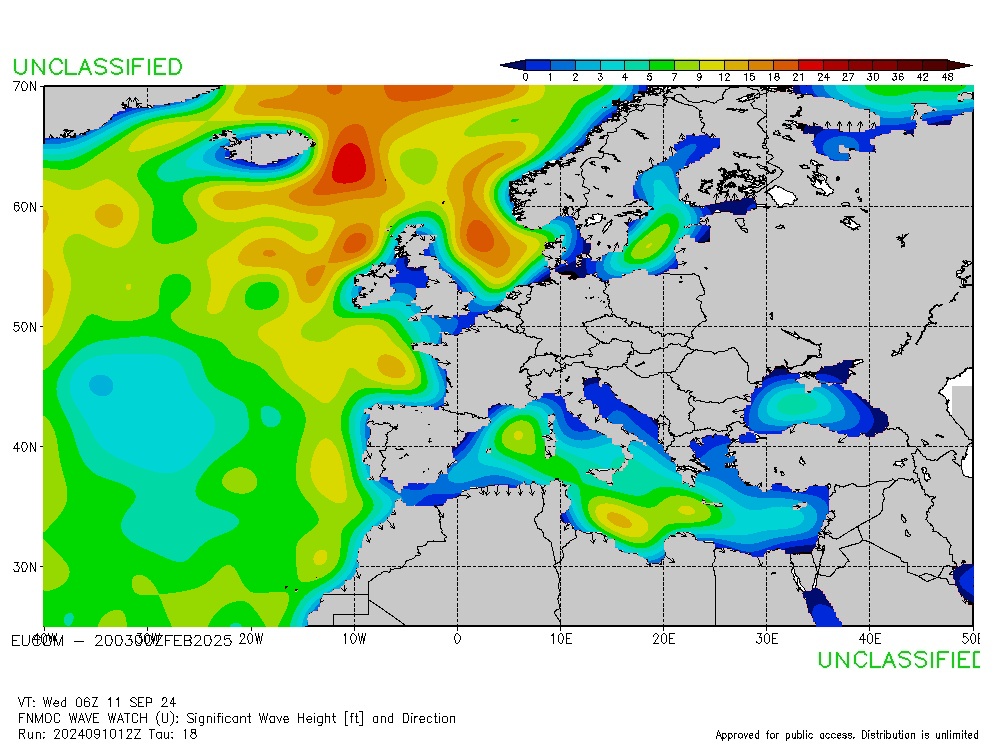 UNCLASSIFIED
0 1 2 3 4 5 7 9 12 15 18 21 24 27 30 36 42 48
70N
60N
50N
40N
30N
40W 30W 20W 10W 0 10E 20E 30E 40E 50E
EUCOM – 200300ZFEB2025
UNCLASSIFIED
VT: Wed 06Z 11 SEP 24
FNMOC WAVE WATCH (U): Significant Wave Height [ft] and Direction
Run: 2024091012Z Tau: 18
Approved for public access. Distribution is unlimited